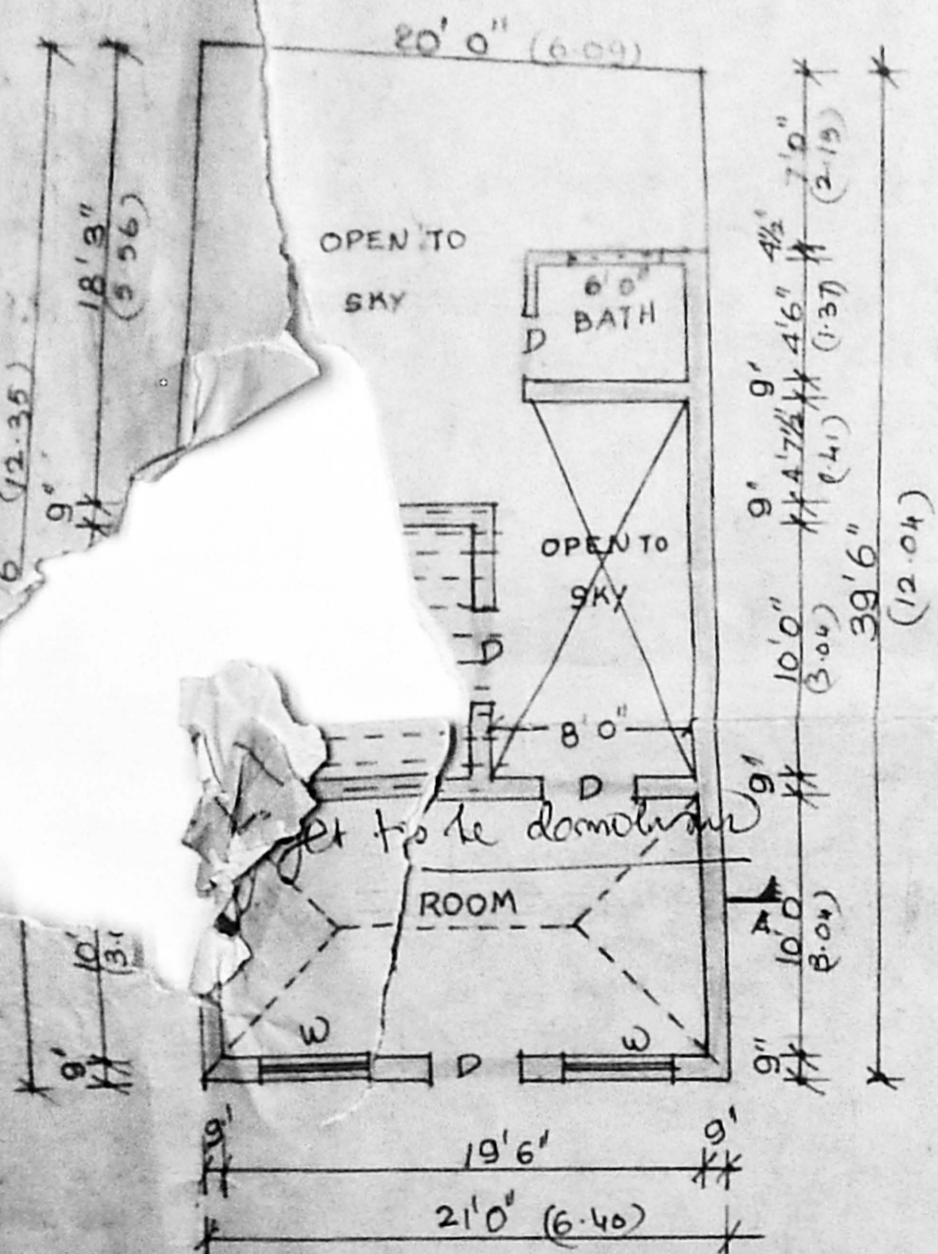 20' 0" (6.09)
18'3"
(5.56)
OPEN TO
SKY
6'0"
BATH
D
7'0"
(2.13)
4½"
4'6"
(1.37)
9'
4'7½"
9'
(12.35)
9'
OPEN TO
SKY
D
10'0"
(3.04)
39'6"
(12.04)
8'0"
D
9'
to be
ROOM
A
10'0
(3.04)
10'
W
W
D
9'
9"
9'
19'6"
9'
21'0" (6.40)